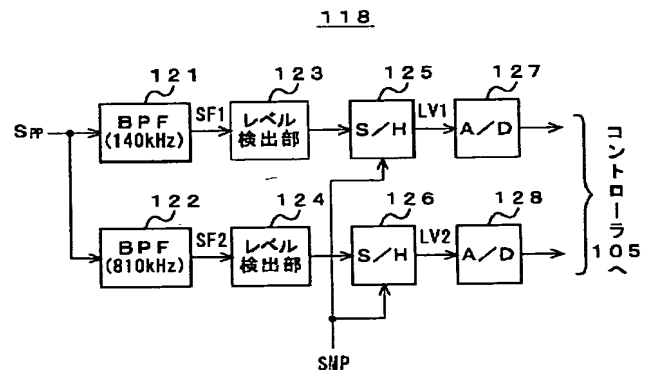 118
121
123
125
127
SPP
BPF
(140kHz)
SF1
レベル
検出部
S/H
LV1
A/D
122
124
126
128
BPF
(810kHz)
SF2
レベル
検出部
S/H
LV2
A/D
コントローラ
105へ
SMP